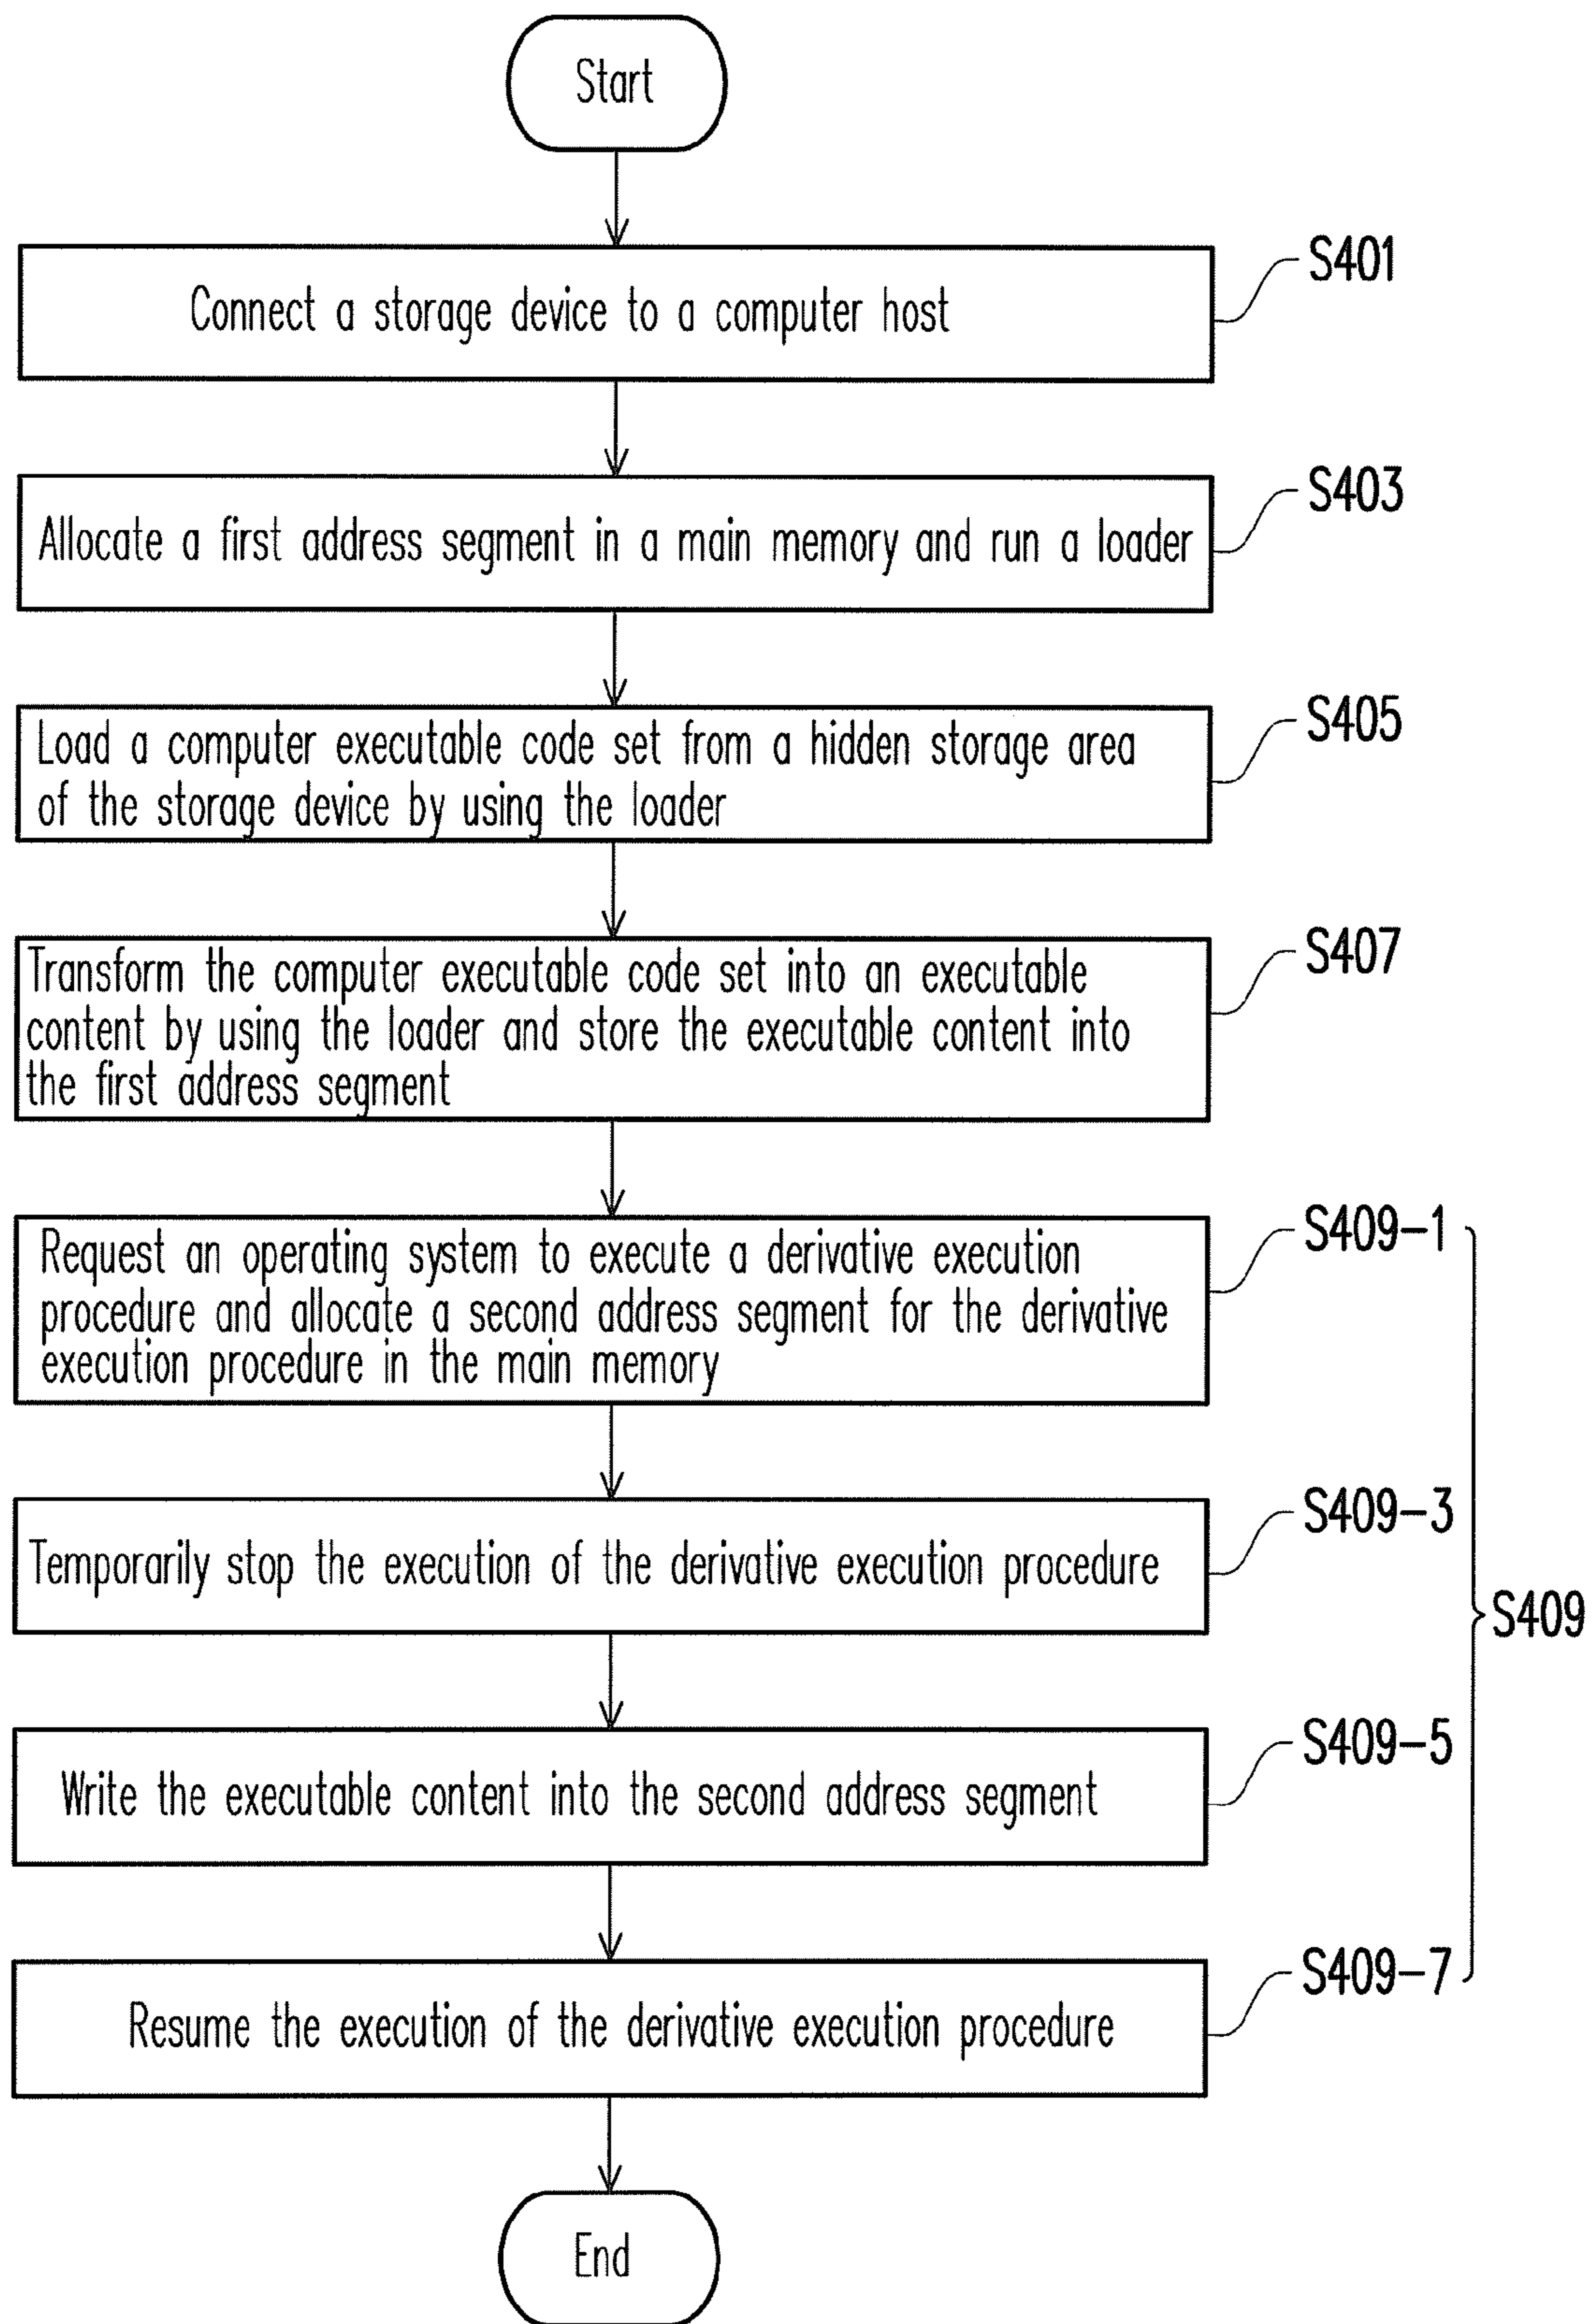 Start
Connect a storage device to a computer host
S401
Allocate a first address segment in a main memory and run a loader
S403
Load a computer executable code set from a hidden storage area
of the storage device by using the loader
S405
Transform the computer executable code set into an executable
content by using the loader and store the executable content into
the first address segment
S407
Request an operating system to execute a derivative execution
procedure and allocate a second address segment for the derivative
execution procedure in the main memory
S409-1
Temporarily stop the execution of the derivative execution procedure
S409-3
S409
Write the executable content into the second address segment
S409-5
Resume the execution of the derivative execution procedure
S409-7
End